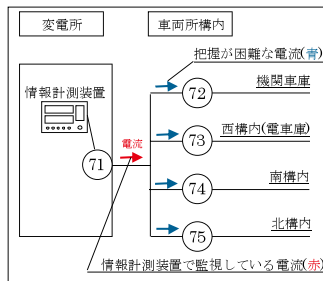 変電所
車両所構内
把握が困難な電流(青)
情報計測装置
72
機関車庫
電流
73
西構内(電車庫)
71
74
南構内
75
北構内
情報計測装置で監視している電流(赤)